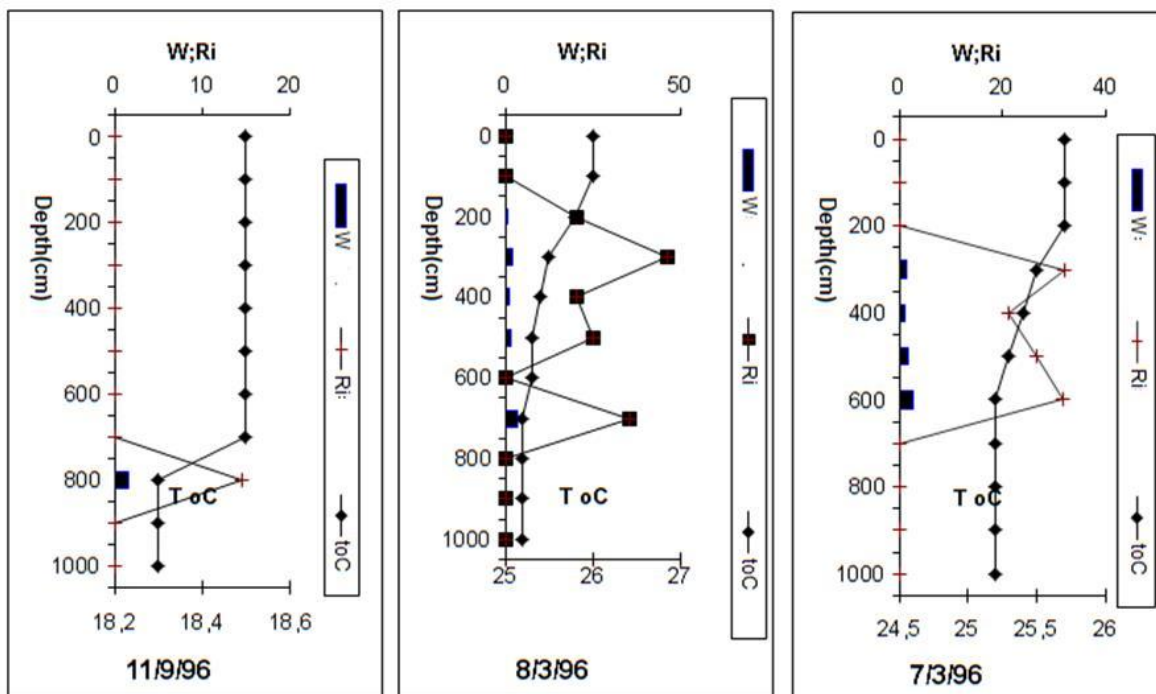 W;Ri
0 10 20
0
200
400
600
800
1000
Depth(cm)
T oC
18,2 18,4 18,6
11/9/96
W
Ri:
toC
W;Ri
0 50
0
200
400
600
800
1000
Depth(cm)
T oC
25 26 27
8/3/96
W:
Ri
toC
W;Ri
0 20 40
0
200
400
600
800
1000
Depth(cm)
T oC
24,5 25 25,5 26
7/3/96
W:
Ri:
toC